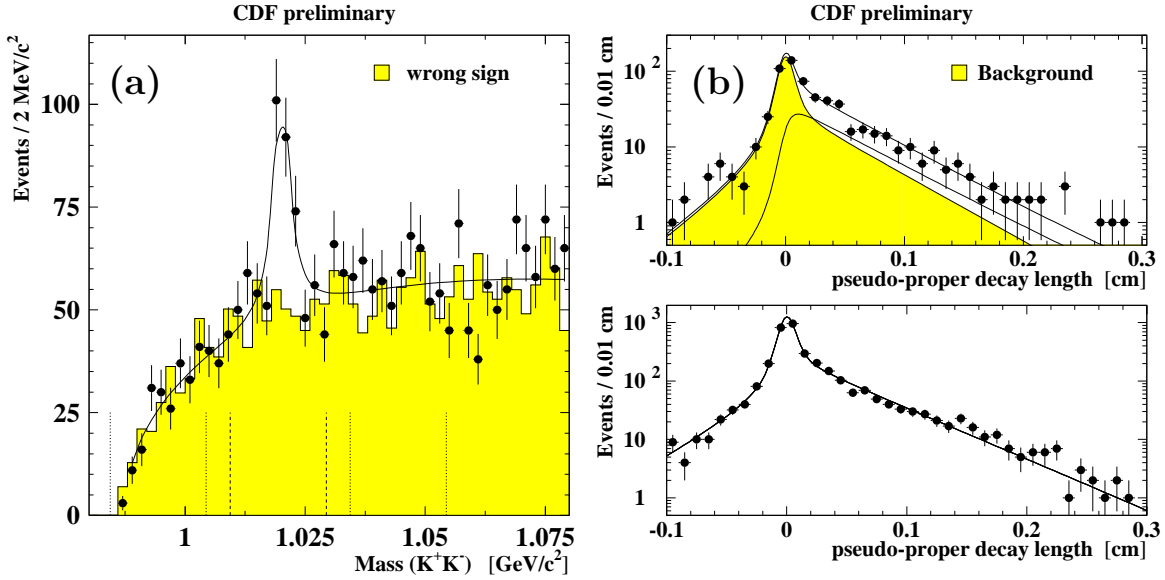 CDF preliminary
Events / 2 MeV/c²
(a)
wrong sign
100
75
50
25
0
1
1.025
1.05
1.075
Mass (K⁺K⁻) [GeV/c²]
CDF preliminary
Events / 0.01 cm
(b)
Background
10²
10
1
-0.1
0
0.1
0.2
0.3
pseudo-proper decay length [cm]
Events / 0.01 cm
10³
10²
10
1
-0.1
0
0.1
0.2
0.3
pseudo-proper decay length [cm]